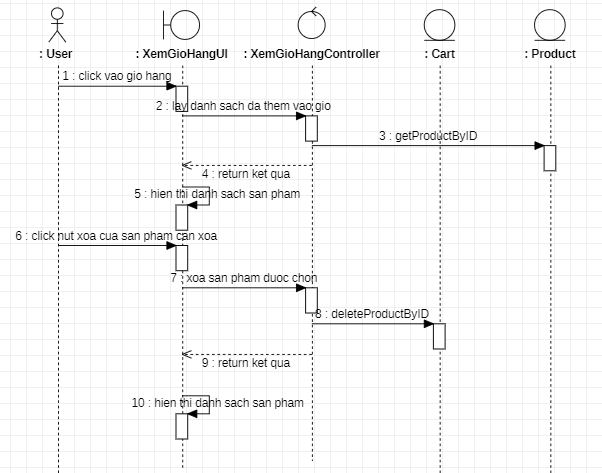 : User
: XemGioHangUI
: XemGioHangController
: Cart
: Product
1 : click vao gio hang
2 : lay danh sach da them vao gio
3 : getProductByID
4 : return ket qua
5 : hien thi danh sach san pham
6 : click nut xoa cua san pham can xoa
7 : xoa san pham duoc chon
8 : deleteProductByID
9 : return ket qua
10 : hien thi danh sach san pham